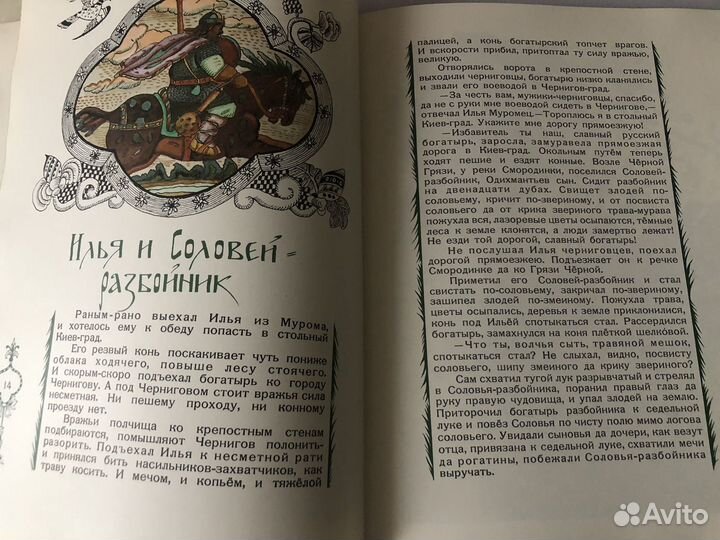 Илья и Соловей-
разбойник
Раным-рано выехал Илья из Мурома,
и хотелось ему к обеду попасть в стольный
Киев-град.
Его резвый конь поскакивает чуть пониже
облака ходячего, повыше лесу стоячего.
И скорым-скоро подъехал богатырь ко городу
Чернигову. А под Черниговом стоит вражья сила
несметная. Ни пешему проходу, ни конному
проезду нет.
Вражьи полчища ко крепостным стенам
подбираются, помышляют Чернигов полонить-
разорить. Подъехал Илья к несметной рати
и принялся бить насильников-захватчиков, как
траву косить. И мечом, и копьём, и тяжёлой
14
палицей, а конь богатырский топчет врагов.
И вскорости прибил, притоптал ту силу вражью,
великую.
Отворялись ворота в крепостной стене,
выходили черниговцы, богатырю низко кланялись
и звали его воеводой в Чернигов-град.
—За честь вам, мужики-черниговцы, спасибо,
да не с руки мне воеводой сидеть в Чернигове,—
отвечал Илья Муромец.—Тороплюсь я в стольный
Киев-град. Укажите мне дорогу прямоезжую!
—Избавитель ты наш, славный русский
богатырь, заросла, замуравела прямоезжая
дорога в Киев-град. Окольным путём теперь
ходят пешие и ездят конные. Возле Чёрной
Грязи, у реки Смородинки, поселился Соловей-
разбойник, Одихмантьев сын. Сидит разбойник
на двенадцати дубах. Свищет злодей по-
соловьему, кричит по-звериному, и от посвиста
соловьего да от крика звериного трава-мурава
пожухла вся, лазоревые цветы осыпаются, тёмные
леса к земле клонятся, а люди замертво лежат!
Не езди той дорогой, славный богатырь!
Не послушал Илья черниговцев, поехал
дорогой прямоезжею. Подъезжает он к речке
Смородинке да ко Грязи Чёрной.
Приметил его Соловей-разбойник и стал
свистать по-соловьему, закричал по-звериному,
зашипел злодей по-змеиному. Пожухла трава,
цветы осыпались, деревья к земле приклонились,
конь под Ильёй спотыкаться стал. Рассердился
богатырь, замахнулся на коня плёткой шелко́вой.
—Что ты, волчья сыть, травяной мешок,
спотыкаться стал? Не слыхал, видно, посвисту
соловьего, шипу змеиного да крику звериного?
Сам схватил тугой лук разрывчатый и стрелял
в Соловья-разбойника, поранил правый глаз да
руку правую чудовища, и упал злодей на землю.
Приторочил богатырь разбойника к седельной
луке и повёз Соловья по чисту полю мимо логова
соловьего. Увидали сыновья да дочери, как везут
отца, привязана к седельной луке, схватили мечи
да рогатины, побежали Соловья-разбойника
выручать.
Avito